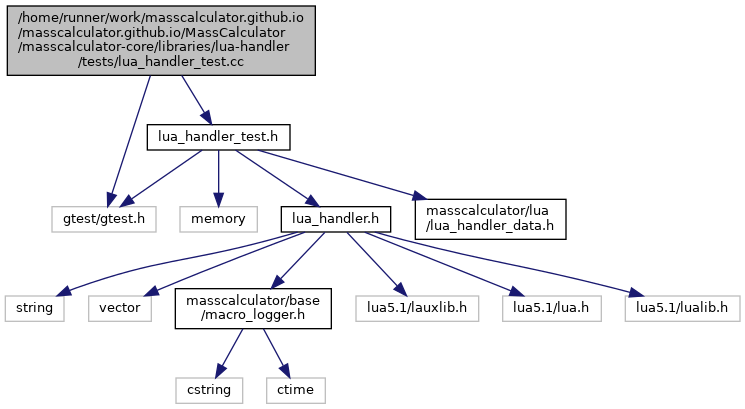 /home/runner/work/masscalculator.github.io
/masscalculator.github.io/MassCalculator
/masscalculator-core/libraries/lua-handler
/tests/lua_handler_test.cc
lua_handler_test.h
gtest/gtest.h
memory
lua_handler.h
masscalculator/lua
/lua_handler_data.h
string
vector
masscalculator/base
/macro_logger.h
lua5.1/lauxlib.h
lua5.1/lua.h
lua5.1/lualib.h
cstring
ctime